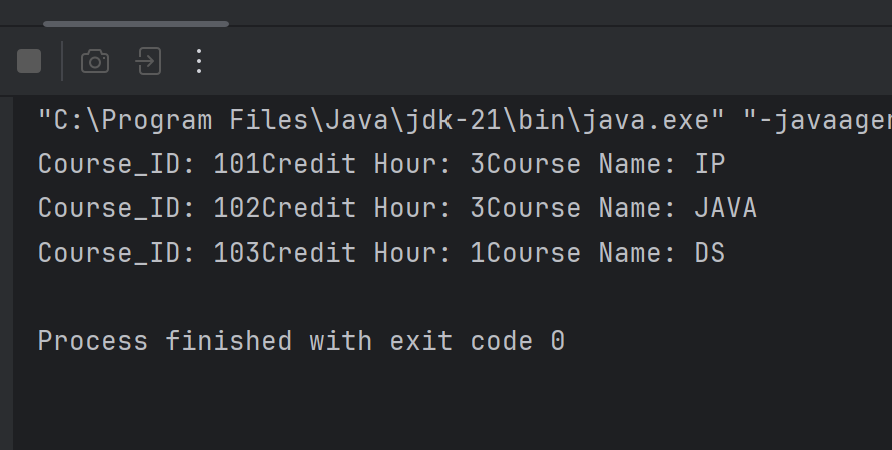 "C:\Program Files\Java\jdk-21\bin\java.exe" "-javaager
Course_ID: 101Credit Hour: 3Course Name: IP
Course_ID: 102Credit Hour: 3Course Name: JAVA
Course_ID: 103Credit Hour: 1Course Name: DS
Process finished with exit code 0